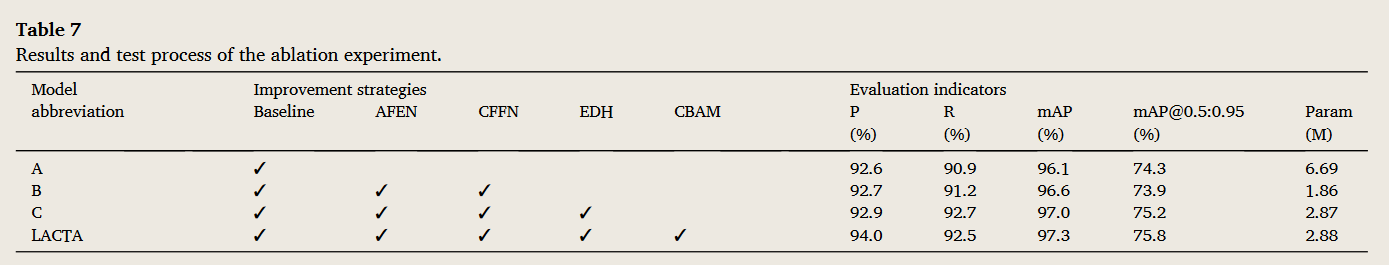 Table 7
Results and test process of the ablation experiment.
Model Improvement strategies Evaluation indicators
abbreviation Baseline AFEN CFFN EDH CBAM P R mAP mAP@0.5:0.95 Param
(%) (%) (%) (%) (M)
A ✓ 92.6 90.9 96.1 74.3 6.69
B ✓ ✓ ✓ 92.7 91.2 96.6 73.9 1.86
C ✓ ✓ ✓ ✓ 92.9 92.7 97.0 75.2 2.87
LACTA ✓ ✓ ✓ ✓ ✓ 94.0 92.5 97.3 75.8 2.88